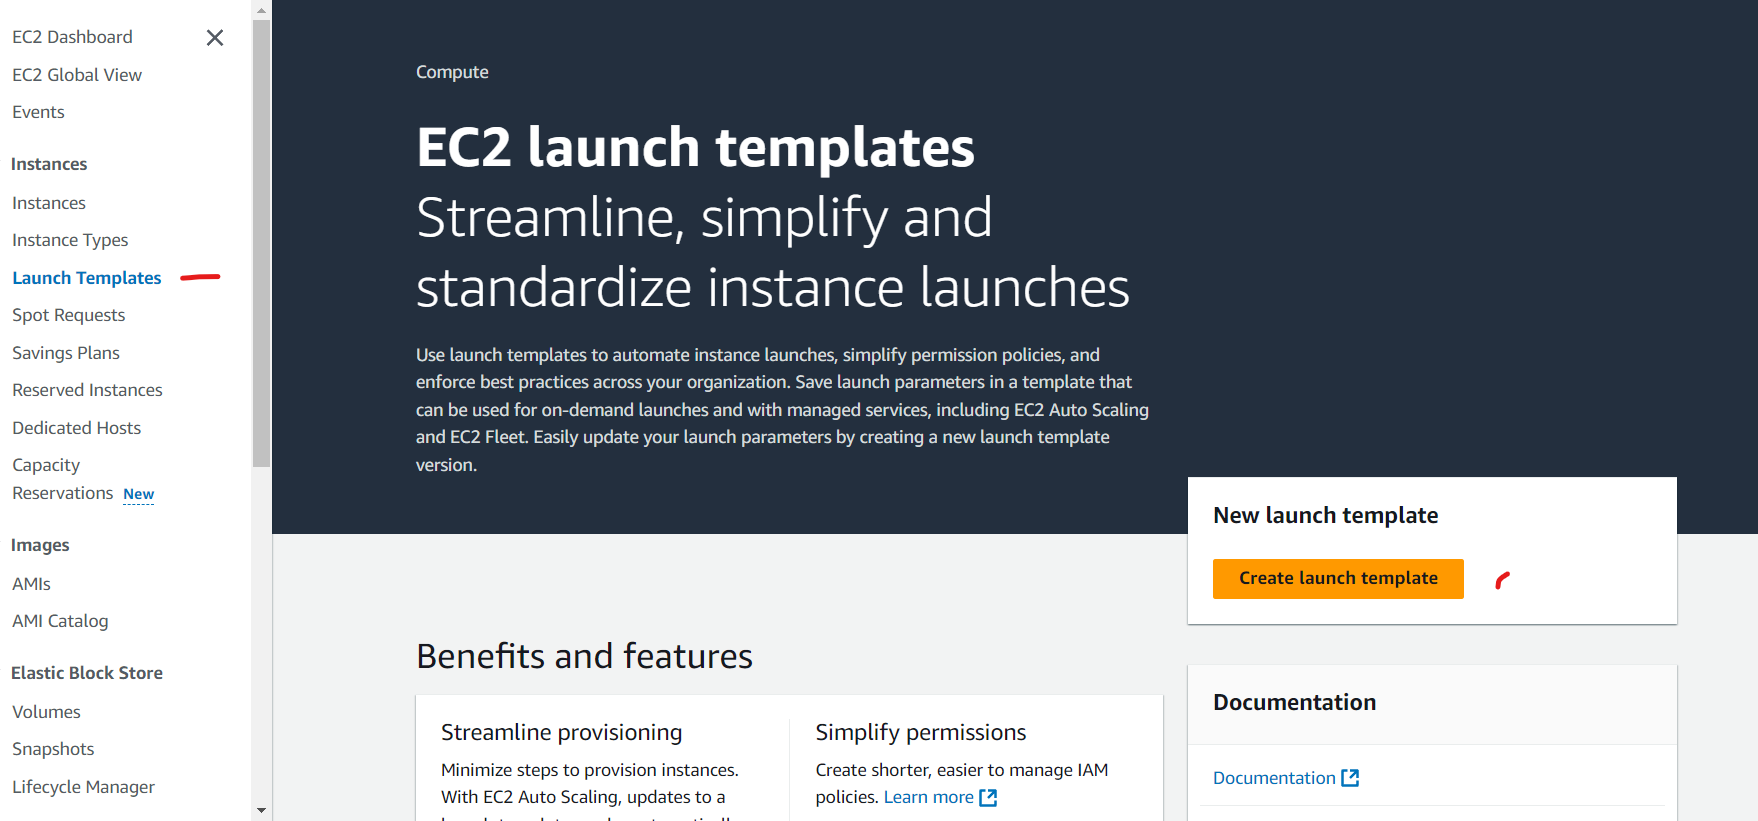 EC2 Dashboard
EC2 Global View
Events
Instances
Instances
Instance Types
Launch Templates
Spot Requests
Savings Plans
Reserved Instances
Dedicated Hosts
Capacity
Reservations New
Images
AMIs
AMI Catalog
Elastic Block Store
Volumes
Snapshots
Lifecycle Manager
Compute
EC2 launch templates
Streamline, simplify and
standardize instance launches
Use launch templates to automate instance launches, simplify permission policies, and
enforce best practices across your organization. Save launch parameters in a template that
can be used for on-demand launches and with managed services, including EC2 Auto Scaling
and EC2 Fleet. Easily update your launch parameters by creating a new launch template
version.
New launch template
Create launch template
Benefits and features
Streamline provisioning
Minimize steps to provision instances.
With EC2 Auto Scaling, updates to a
Simplify permissions
Create shorter, easier to manage IAM
policies. Learn more
Documentation
Documentation